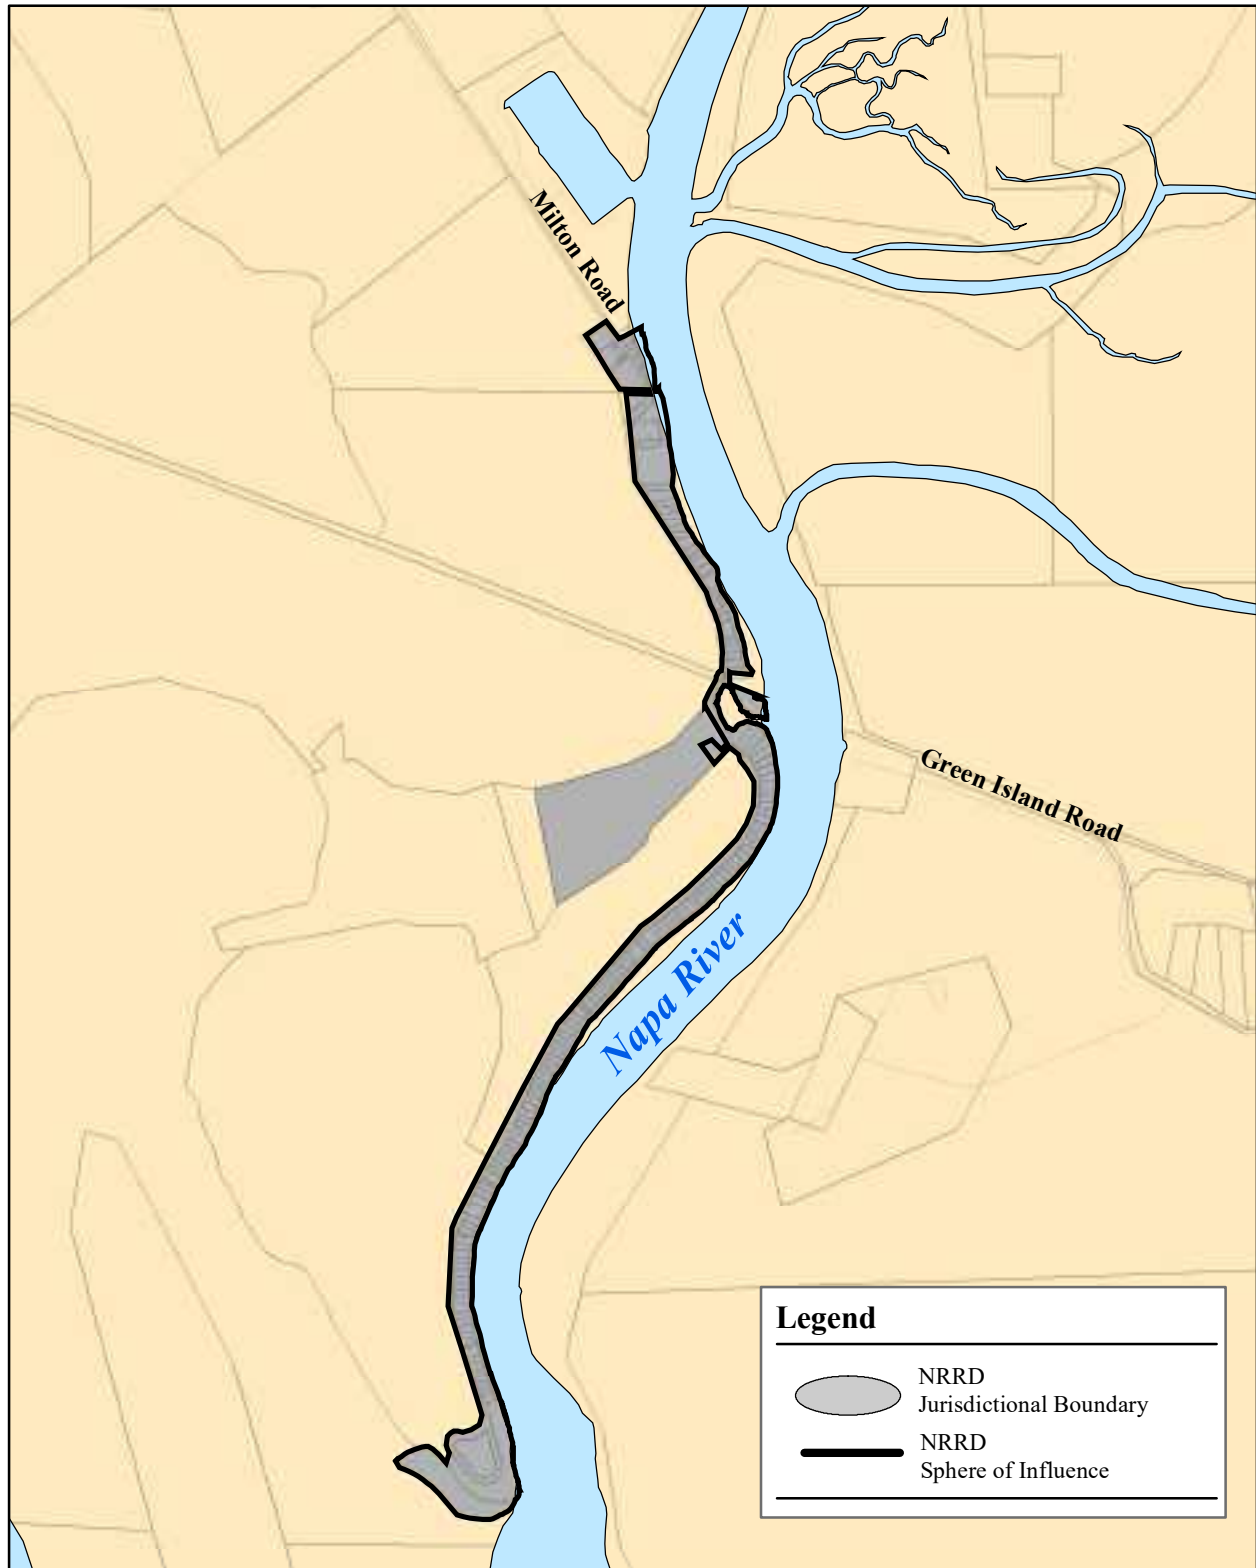 Milton Road
Green Island Road
Napa River
Legend
NRRD
Jurisdictional Boundary
NRRD
Sphere of Influence